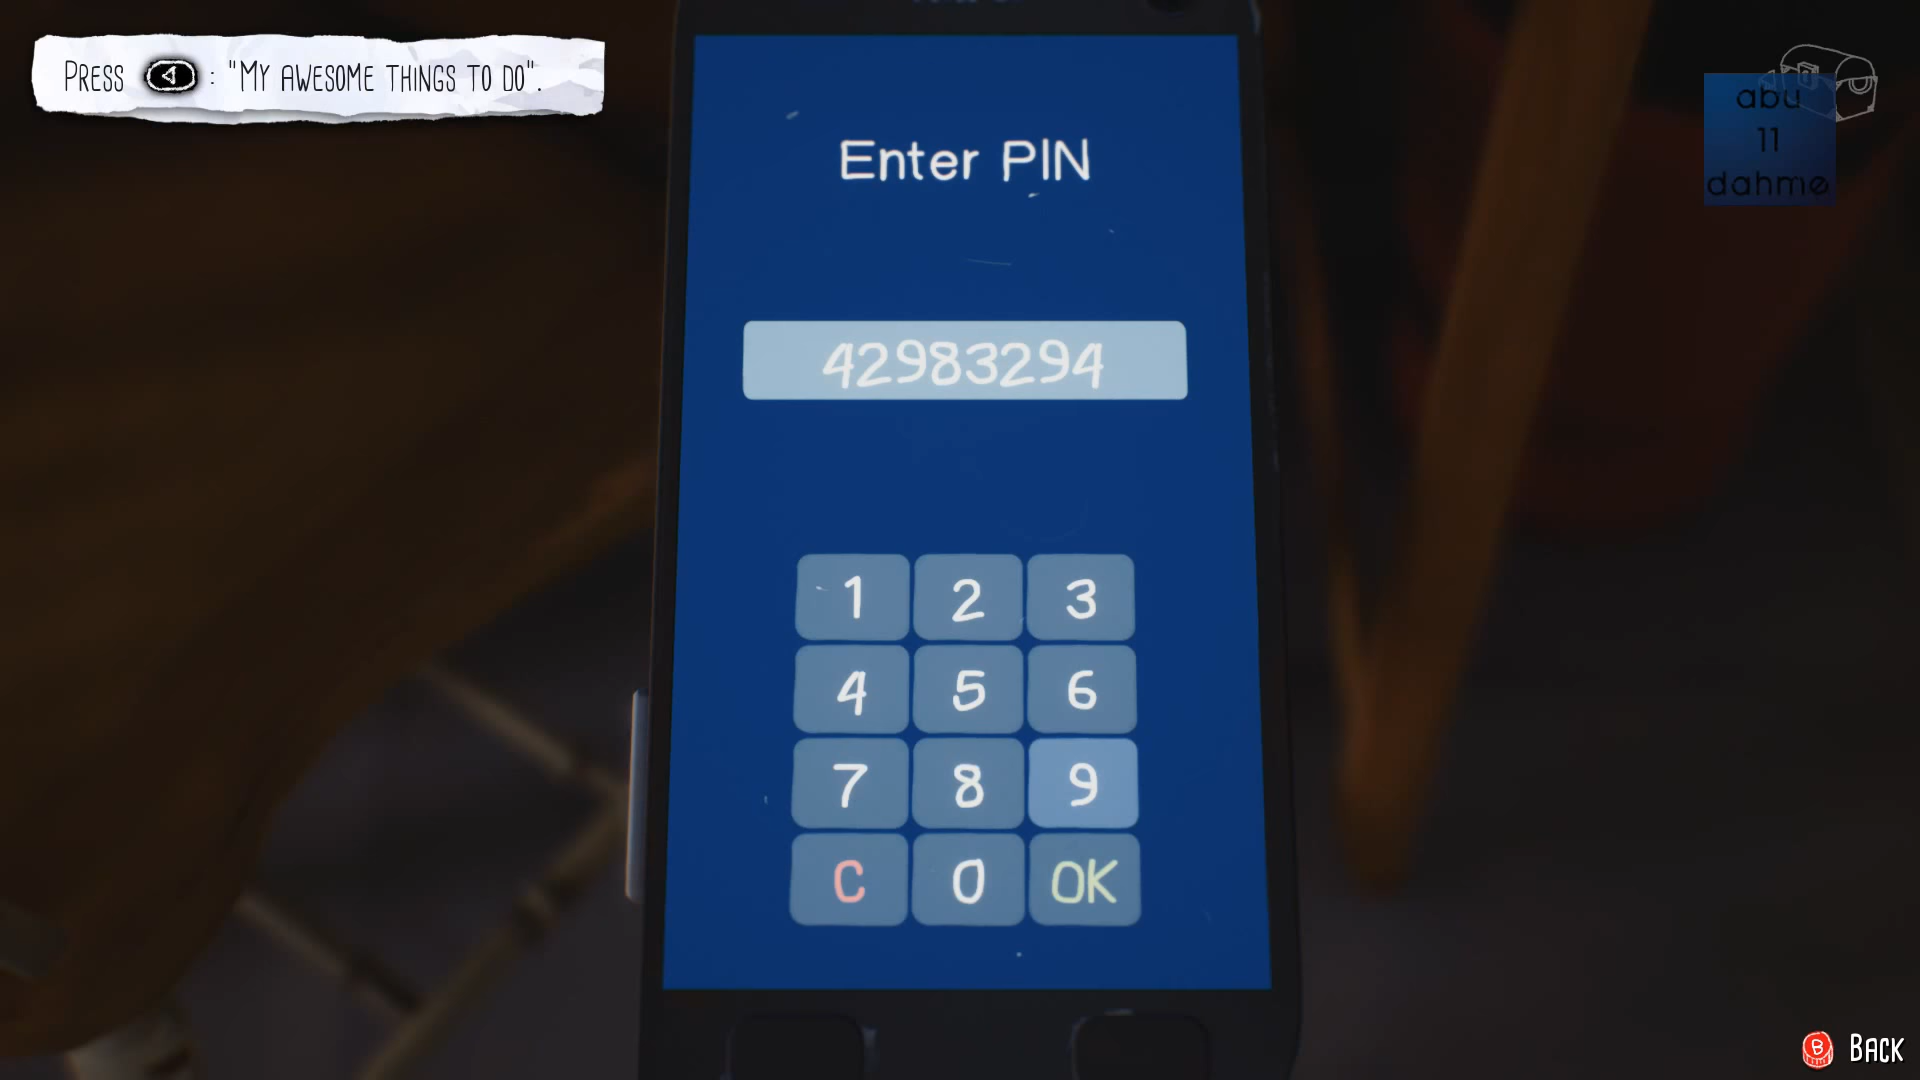 PRESS : "MY AWESOME THINGS TO DO".
abu
11
dahme
Enter PIN
42983294
1 2 3
4 5 6
7 8 9
C 0 OK
B BACK